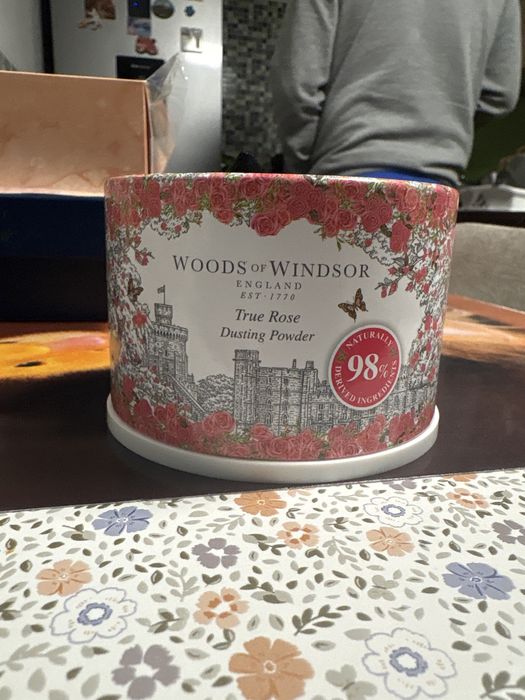 WOODS OF WINDSOR
ENGLAND
EST·1770
True Rose
Dusting Powder
NATURALLY
98%
DERIVED INGREDIENTS